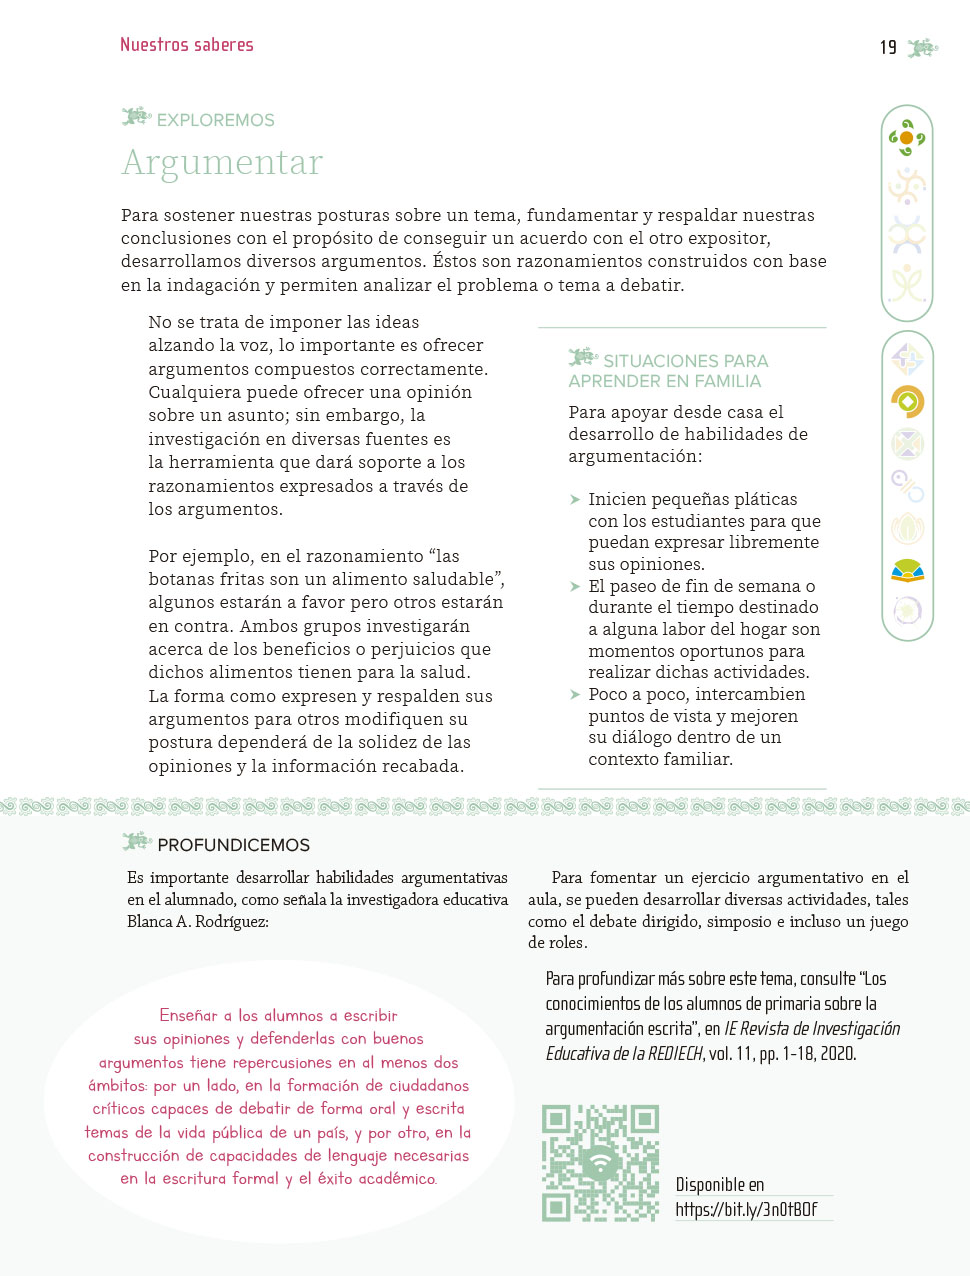 Nuestros saberes
19
EXPLOREMOS
Argumentar
Para sostener nuestras posturas sobre un tema, fundamentar y respaldar nuestras
conclusiones con el propósito de conseguir un acuerdo con el otro expositor,
desarrollamos diversos argumentos. Éstos son razonamientos construidos con base
en la indagación y permiten analizar el problema o tema a debatir.
No se trata de imponer las ideas
alzando la voz, lo importante es ofrecer
argumentos compuestos correctamente.
Cualquiera puede ofrecer una opinión
sobre un asunto; sin embargo, la
investigación en diversas fuentes es
la herramienta que dará soporte a los
razonamientos expresados a través de
los argumentos.
Por ejemplo, en el razonamiento “las
botanas fritas son un alimento saludable”,
algunos estarán a favor pero otros estarán
en contra. Ambos grupos investigarán
acerca de los beneficios o perjuicios que
dichos alimentos tienen para la salud.
La forma como expresen y respalden sus
argumentos para otros modifiquen su
postura dependerá de la solidez de las
opiniones y la información recabada.
SITUACIONES PARA
APRENDER EN FAMILIA
Para apoyar desde casa el
desarrollo de habilidades de
argumentación:
➤ Inicien pequeñas pláticas
con los estudiantes para que
puedan expresar libremente
sus opiniones.
➤ El paseo de fin de semana o
durante el tiempo destinado
a alguna labor del hogar son
momentos oportunos para
realizar dichas actividades.
➤ Poco a poco, intercambien
puntos de vista y mejoren
su diálogo dentro de un
contexto familiar.
PROFUNDICEMOS
Es importante desarrollar habilidades argumentativas
en el alumnado, como señala la investigadora educativa
Blanca A. Rodríguez:
Enseñar a los alumnos a escribir
sus opiniones y defenderlas con buenos
argumentos tiene repercusiones en al menos dos
ámbitos: por un lado, en la formación de ciudadanos
críticos capaces de debatir de forma oral y escrita
temas de la vida pública de un país, y por otro, en la
construcción de capacidades de lenguaje necesarias
en la escritura formal y el éxito académico.
Para fomentar un ejercicio argumentativo en el
aula, se pueden desarrollar diversas actividades, tales
como el debate dirigido, simposio e incluso un juego
de roles.
Para profundizar más sobre este tema, consulte “Los
conocimientos de los alumnos de primaria sobre la
argumentación escrita”, en IE Revista de Investigación
Educativa de la REDIECH, vol. 11, pp. 1-18, 2020.
Disponible en
https://bit.ly/3n0tBOf